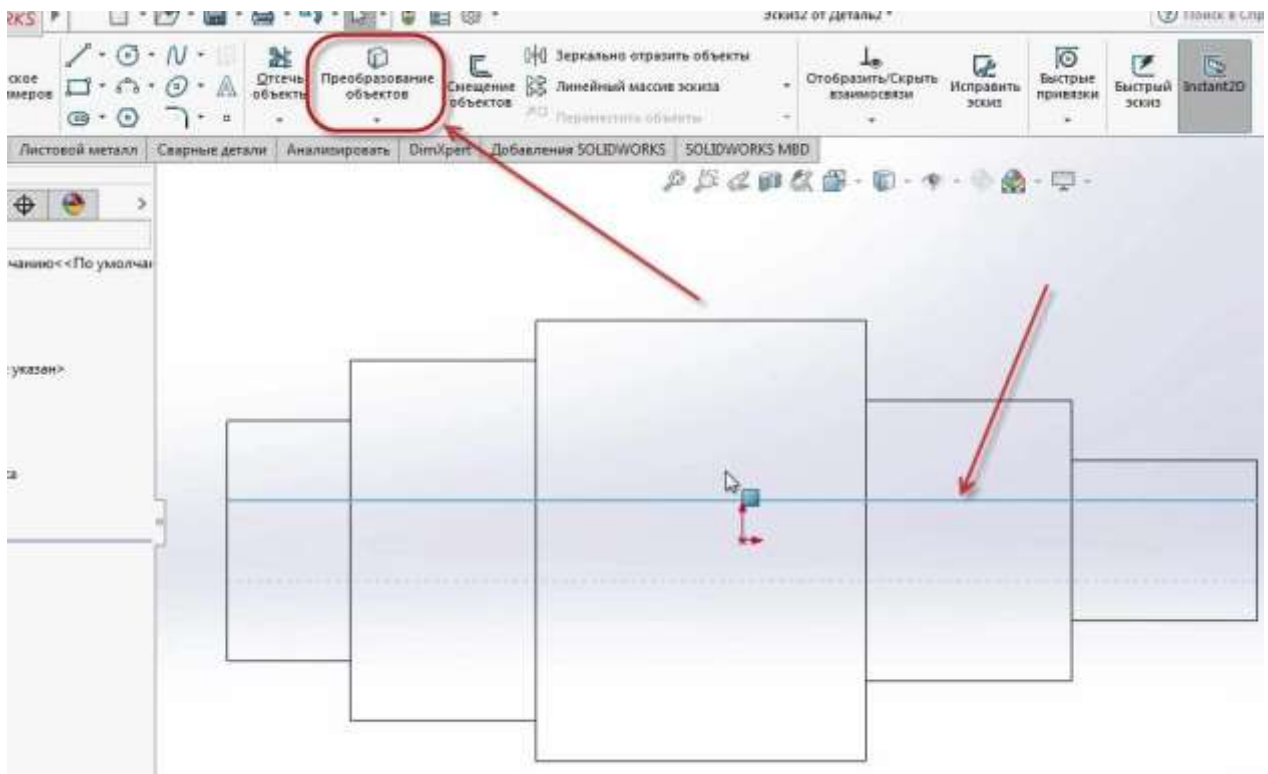 RKS
Эскиз2 от Деталь2 *
Поиск в Спр
ское
меров
Отсечь
объекты
Преобразование
объектов
Смещение
объектов
Зеркально отразить объекты
Линейный массив эскиза
Переместить объекты
Отобразить/Скрыть
взаимосвязи
Исправить
эскиз
Быстрые
привязки
Быстрый
эскиз
Instant2D
Листовой металл
Сварные детали
Анализировать
DimXpert
Добавления SOLIDWORKS
SOLIDWORKS MBD
чанию<<По умолчан
указан>